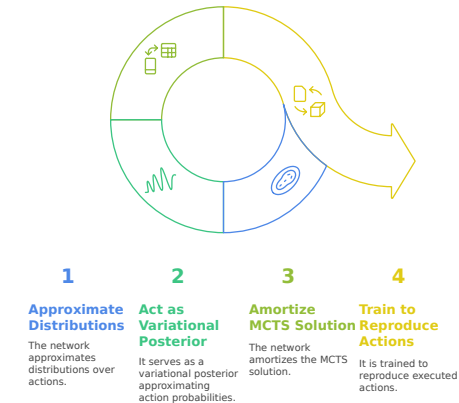 1
Approximate
Distributions
The network
approximates
distributions over
actions.
2
Act as
Variational
Posterior
It serves as a
variational posterior
approximating
action probabilities.
3
Amortize
MCTS Solution
The network
amortizes the MCTS
solution.
4
Train to
Reproduce
Actions
It is trained to
reproduce executed
actions.